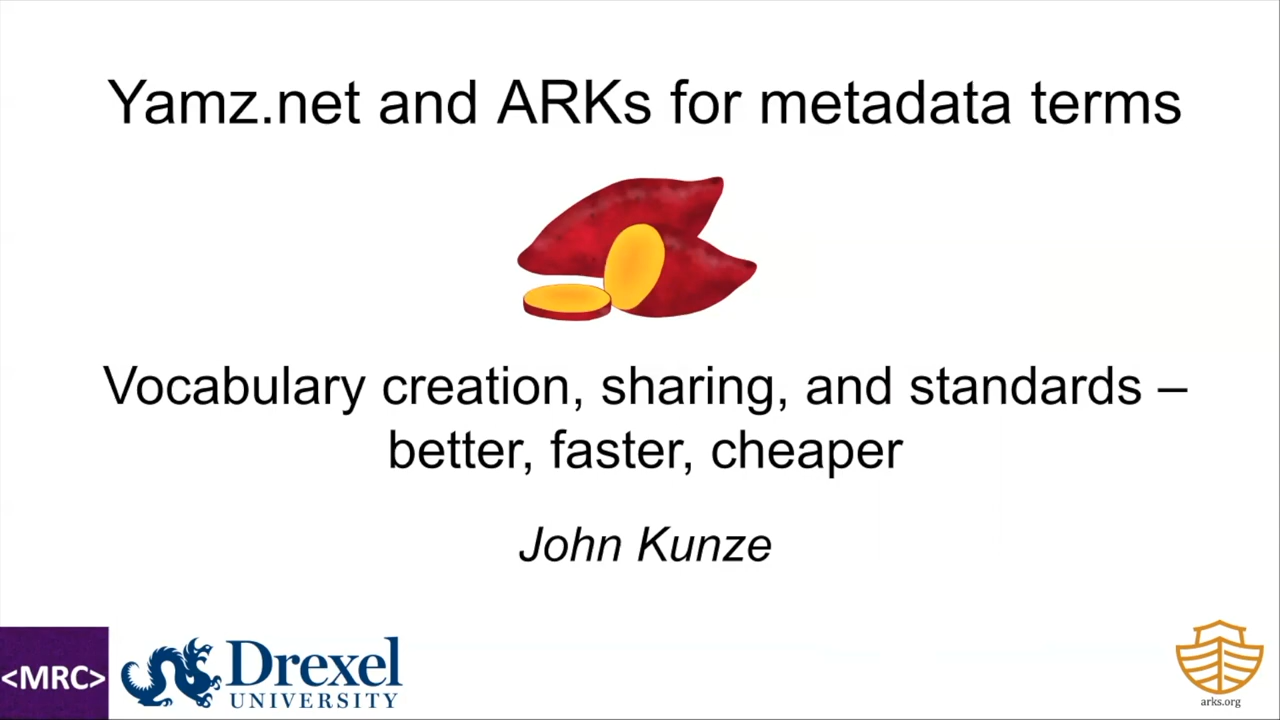 Yamz.net and ARKs for metadata terms
Vocabulary creation, sharing, and standards –
better, faster, cheaper
John Kunze
<MRC>
Drexel
UNIVERSITY
arks.org